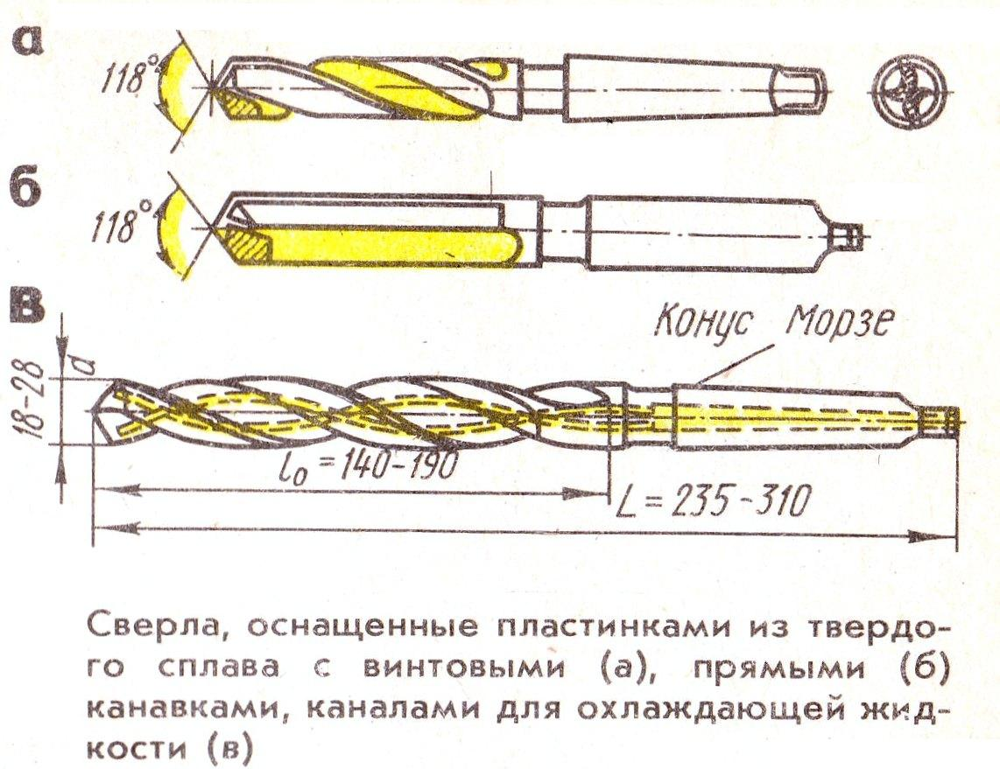 а
118°
б
118°
в
Конус Морзе
18-28
d
l₀=140-190
L=235-310
Сверла, оснащенные пластинками из твердо-
го сплава с винтовыми (а), прямыми (б)
канавками, каналами для охлаждающей жид-
кости (в)